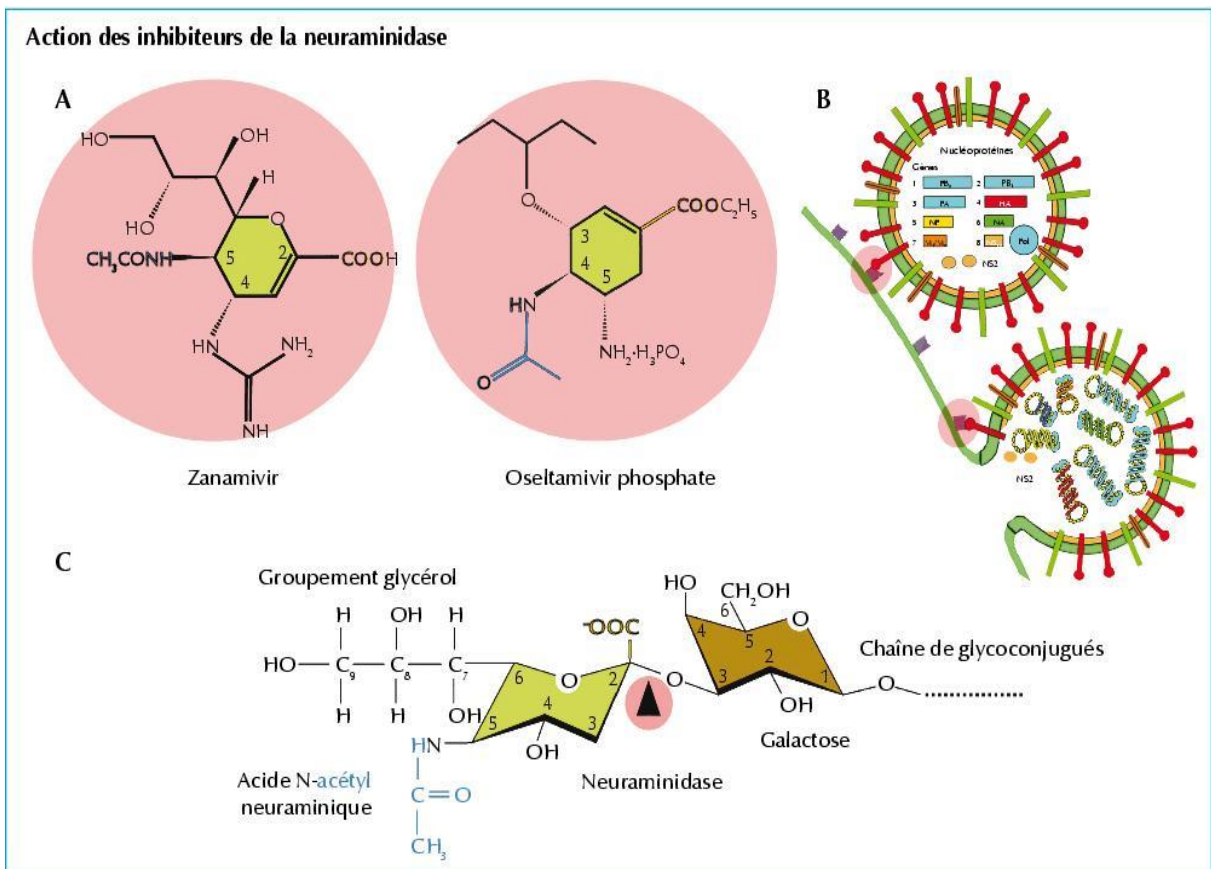 Action des inhibiteurs de la neuraminidase
A
HO
OH
H
HO
O
CH₃CONH
5
2
COOH
4
HN
NH₂
NH
Zanamivir
O
COOC₂H₅
3
4
5
HN
NH₂·H₃PO₄
O
Oseltamivir phosphate
B
Nucléoprotéines
Gènes
1 PB₂ 2 PB₁
3 PA 4 HA
5 NP 6 NA
7 8 Pol
NS2
NS2
C
Groupement glycérol
H OH H
HO C₉ C₈ C₇
H H OH
6
O
2
5
4
3
OH
⁻OOC
O
HO
CH₂OH
6
4
5
O
3
2
1
OH
O
Chaîne de glycoconjugués
Galactose
Neuraminidase
Acide N-acétyl
neuraminique
HN
C=O
CH₃